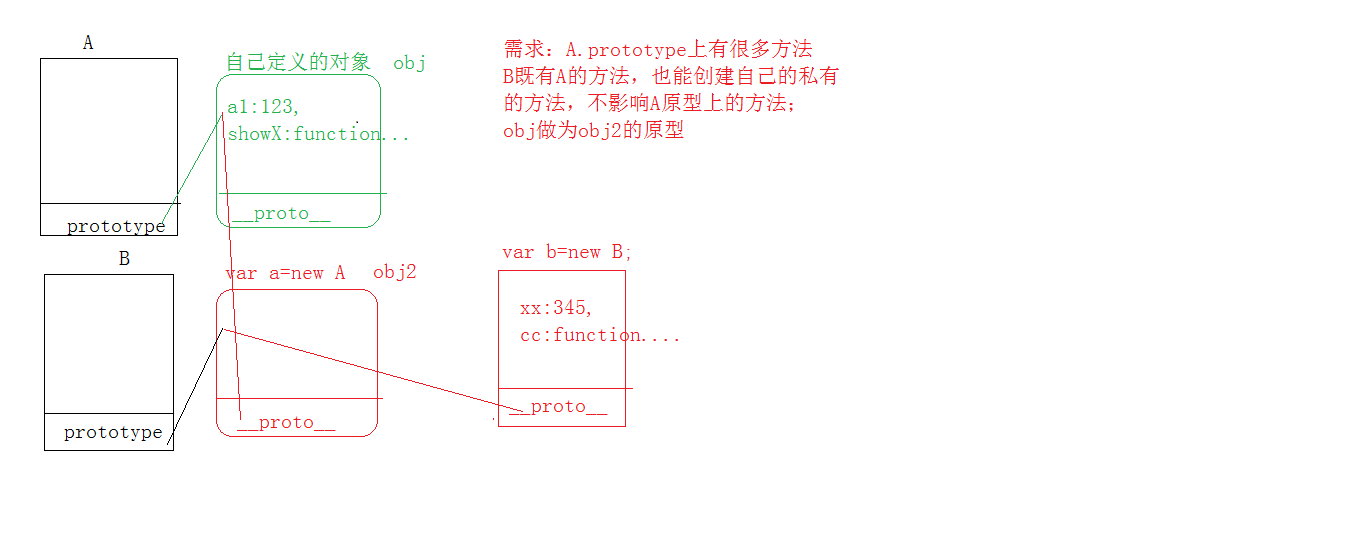 A
自己定义的对象 obj
a1:123,
showX:function...
__proto__
prototype
需求：A.prototype上有很多方法
B既有A的方法，也能创建自己的私有
的方法，不影响A原型上的方法；
obj做为obj2的原型
B
var a=new A obj2
__proto__
prototype
var b=new B;
xx:345,
cc:function....
__proto__